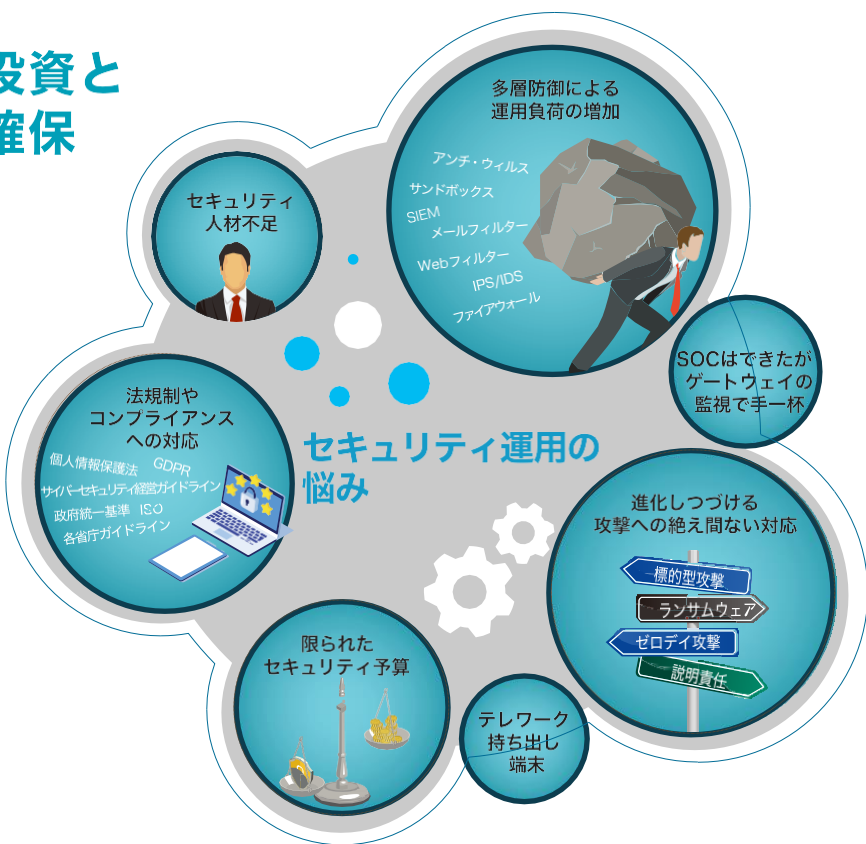 投資と
確保
多層防御による
運用負荷の増加
アンチ・ウィルス
サンドボックス
SIEM
メールフィルター
Webフィルター
IPS/IDS
ファイアウォール
セキュリティ
人材不足
SOCはできたが
ゲートウェイの
監視で手一杯
法規制や
コンプライアンス
への対応
個人情報保護法 GDPR
サイバーセキュリティ経営ガイドライン
政府統一基準 ISO
各省庁ガイドライン
セキュリティ運用の
悩み
進化しつづける
攻撃への絶え間ない対応
標的型攻撃
ランサムウェア
ゼロデイ攻撃
説明責任
限られた
セキュリティ予算
テレワーク
持ち出し
端末